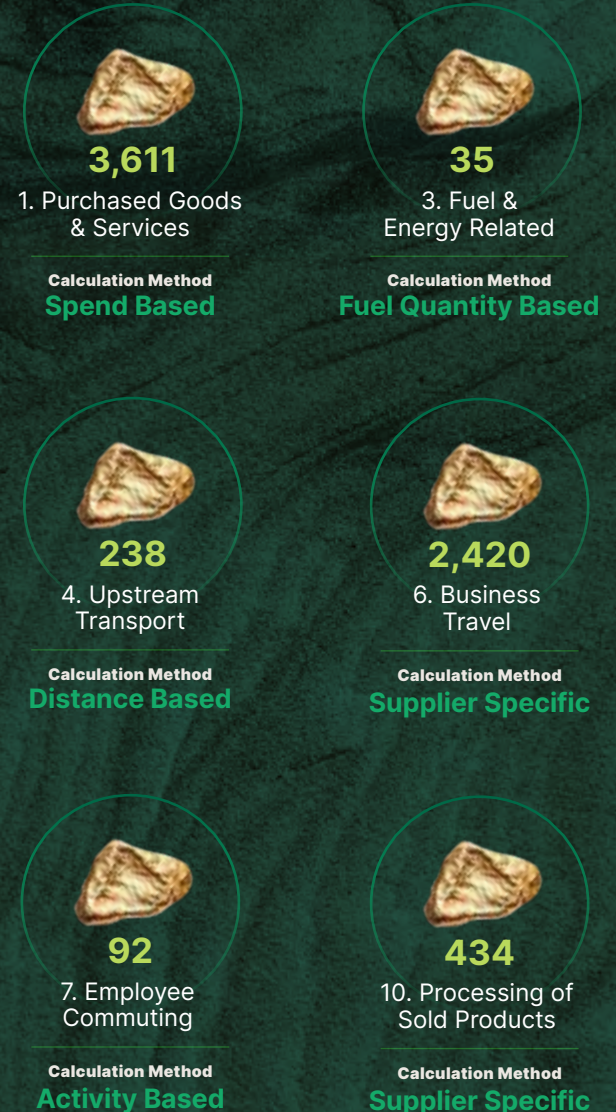 3,611
1. Purchased Goods
& Services
Calculation Method
Spend Based
35
3. Fuel &
Energy Related
Calculation Method
Fuel Quantity Based
238
4. Upstream
Transport
Calculation Method
Distance Based
2,420
6. Business
Travel
Calculation Method
Supplier Specific
92
7. Employee
Commuting
Calculation Method
Activity Based
434
10. Processing of
Sold Products
Calculation Method
Supplier Specific